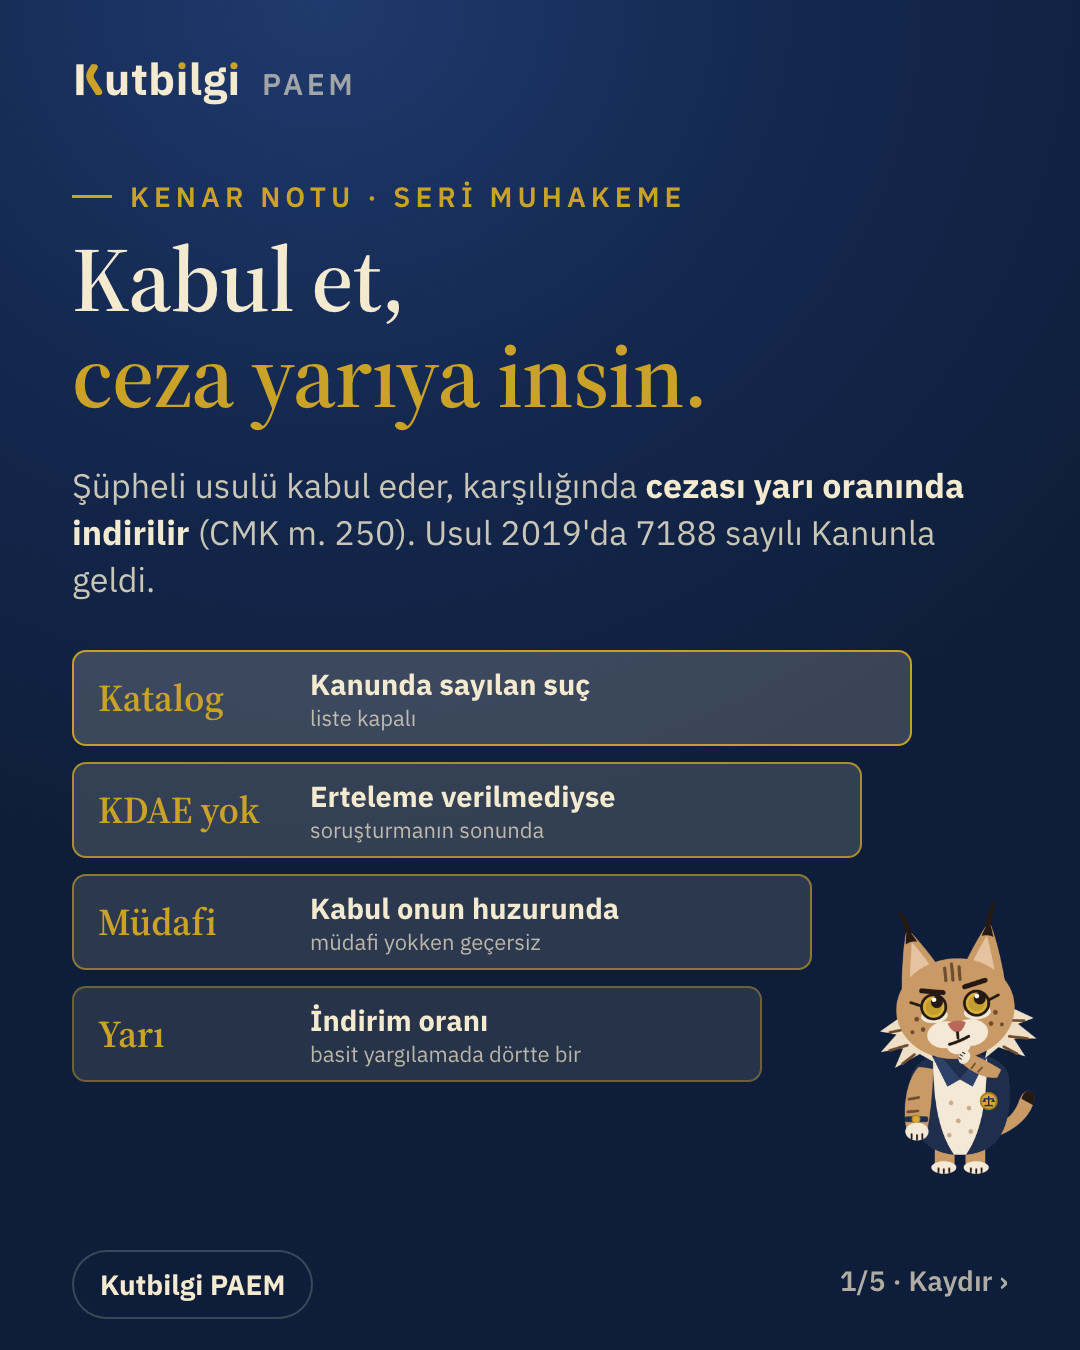 Kutbilgi PAEM
KENAR NOTU · SERİ MUHAKEME
Kabul et,
ceza yarıya insin.
Şüpheli usulü kabul eder, karşılığında cezası yarı oranında
indirilir (CMK m. 250). Usul 2019'da 7188 sayılı Kanunla
geldi.
Katalog
Kanunda sayılan suç
liste kapalı
KDAE yok
Erteleme verilmediyse
soruşturmanın sonunda
Müdafi
Kabul onun huzurunda
müdafi yokken geçersiz
Yarı
İndirim oranı
basit yargılamada dörtte bir
Kutbilgi PAEM
1/5 · Kaydır ›